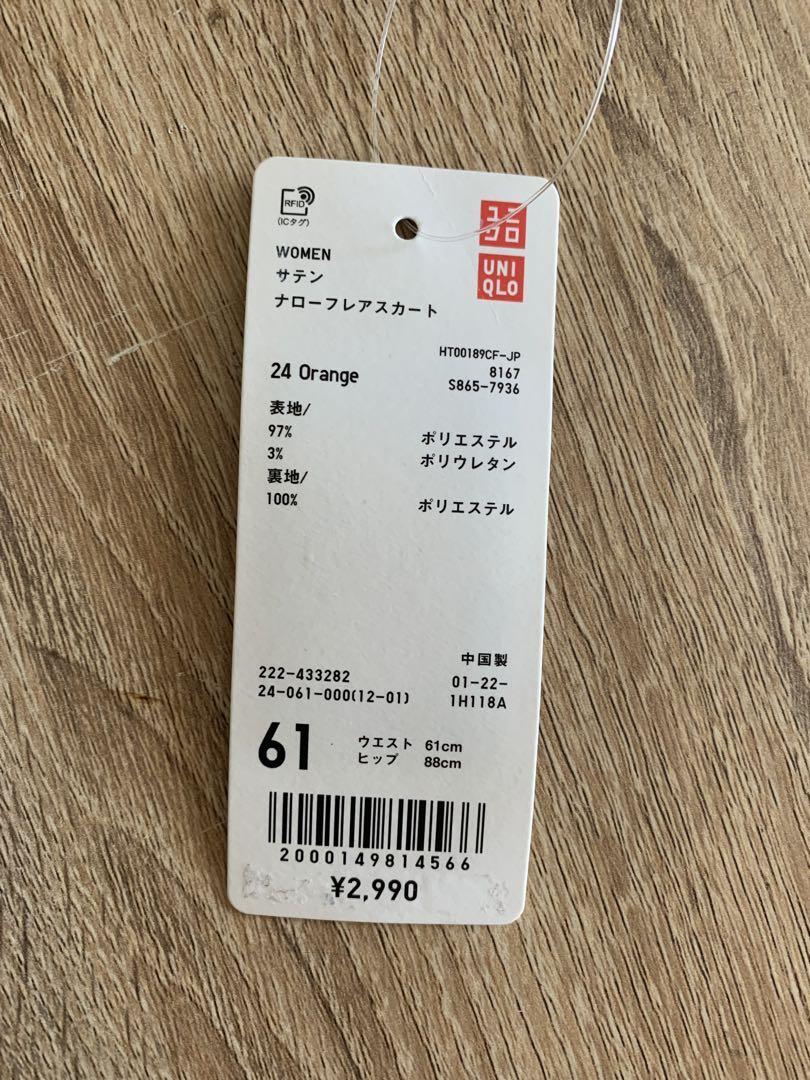 RFID
(ICタグ)
ユニ
クロ
UNI
QLO
WOMEN
サテン
ナローフレアスカート
HT00189CF-JP
24 Orange 8167
S865-7936
表地/
97% ポリエステル
3% ポリウレタン
裏地/
100% ポリエステル
中国製
222-433282 01-22-
24-061-000(12-01) 1H118A
61 ウエスト 61cm
ヒップ 88cm
2000149814566
¥2,990